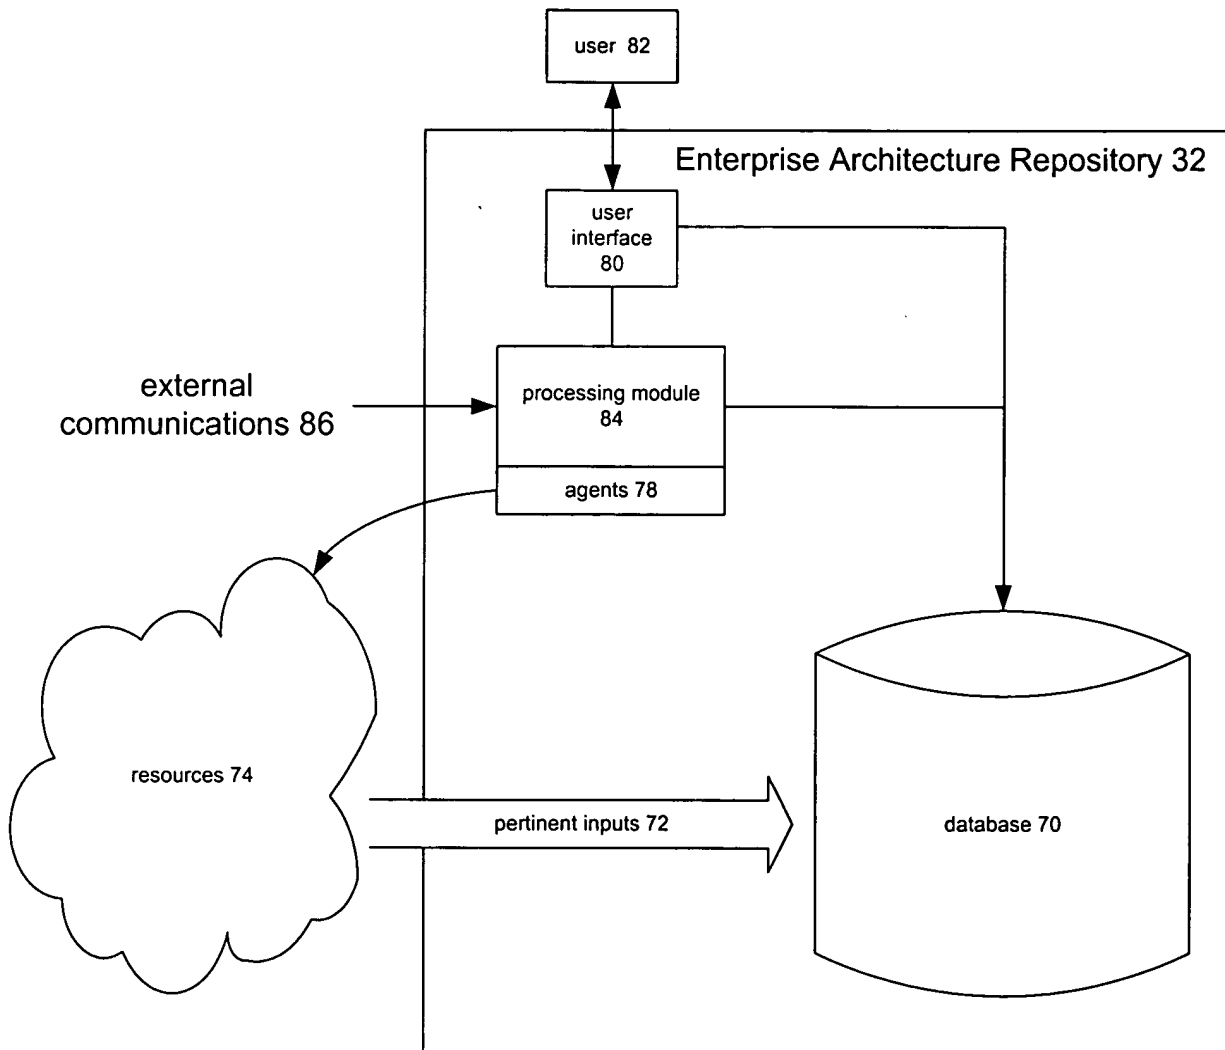 user 82
Enterprise Architecture Repository 32
user
interface
80
external
communications 86
processing module
84
agents 78
resources 74
pertinent inputs 72
database 70